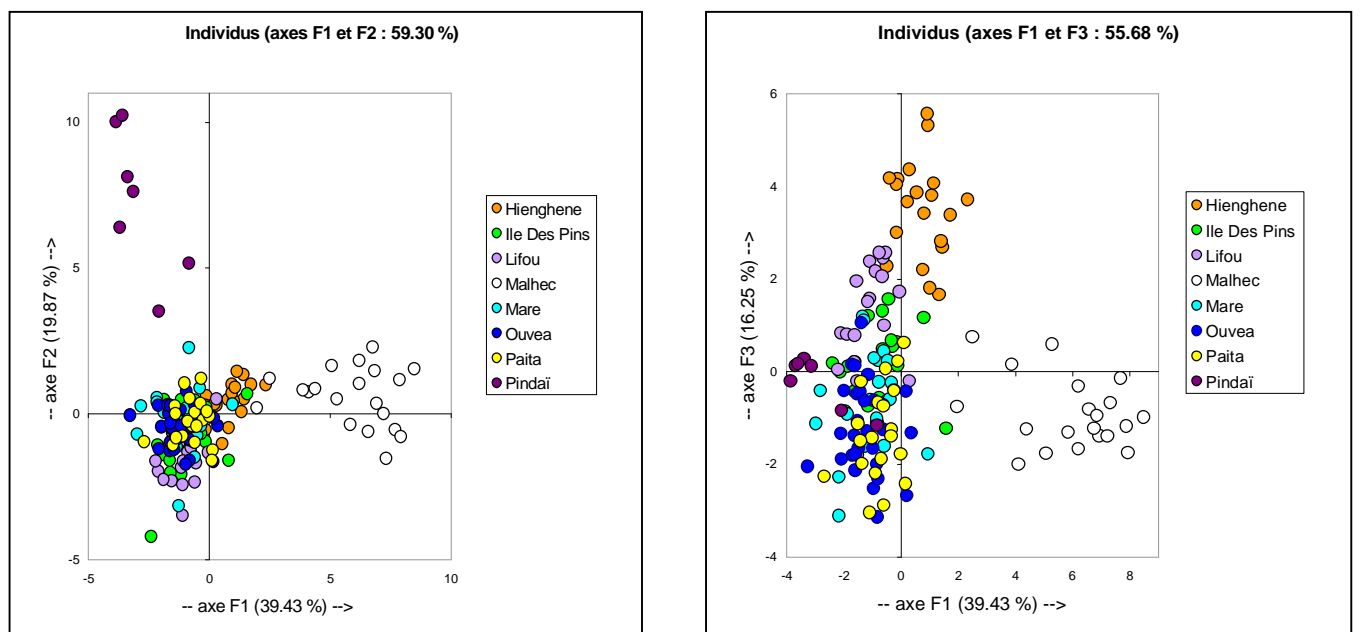 Individus (axes F1 et F2 : 59.30 %)
10
5
0
-5
-5
0
5
10
-- axe F2 (19.87 %) -->
-- axe F1 (39.43 %) -->
Hienghene
Ile Des Pins
Lifou
Malhec
Mare
Ouvea
Paita
Pindaï
Individus (axes F1 et F3 : 55.68 %)
6
4
2
0
-2
-4
-4
-2
0
2
4
6
8
-- axe F3 (16.25 %) -->
-- axe F1 (39.43 %) -->
Hienghene
Ile Des Pins
Lifou
Malhec
Mare
Ouvea
Paita
Pindaï